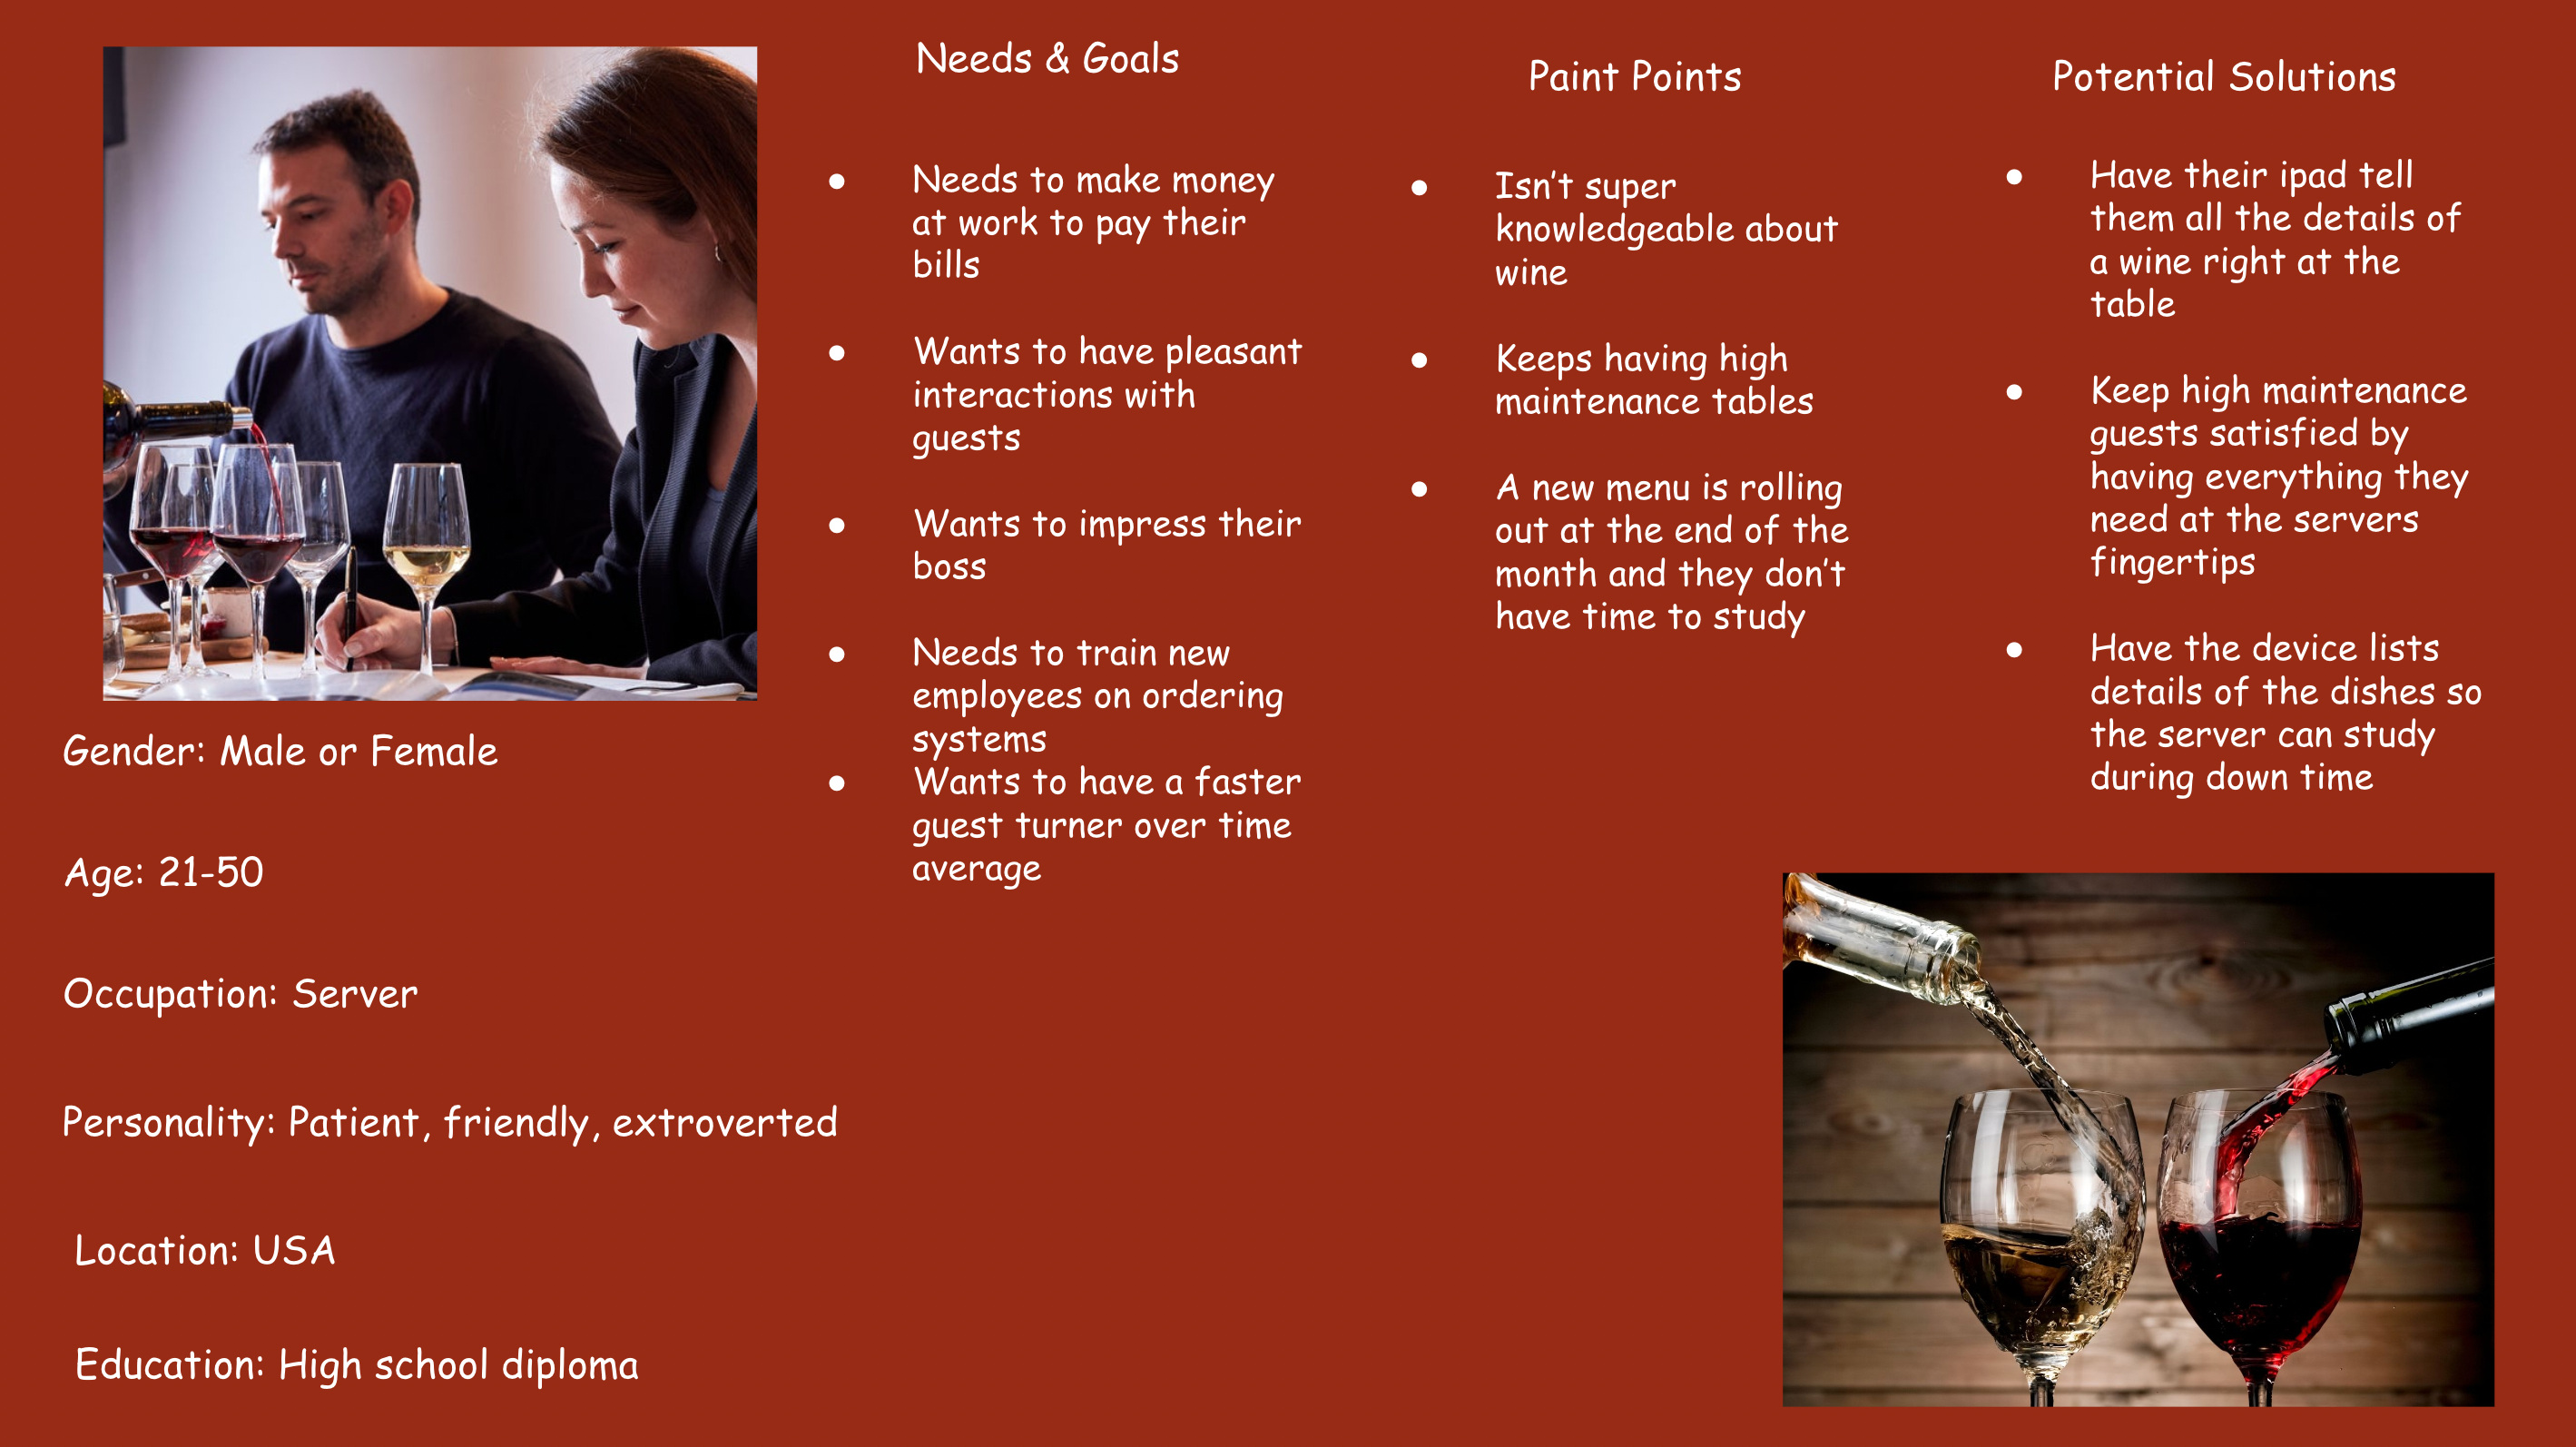 Needs & Goals
Needs to make money
at work to pay their
bills
Wants to have pleasant
interactions with
guests
Wants to impress their
boss
Needs to train new
employees on ordering
systems
Wants to have a faster
guest turner over time
average
Paint Points
Isn’t super
knowledgeable about
wine
Keeps having high
maintenance tables
A new menu is rolling
out at the end of the
month and they don’t
have time to study
Potential Solutions
Have their ipad tell
them all the details of
a wine right at the
table
Keep high maintenance
guests satisfied by
having everything they
need at the servers
fingertips
Have the device lists
details of the dishes so
the server can study
during down time
Gender: Male or Female
Age: 21-50
Occupation: Server
Personality: Patient, friendly, extroverted
Location: USA
Education: High school diploma